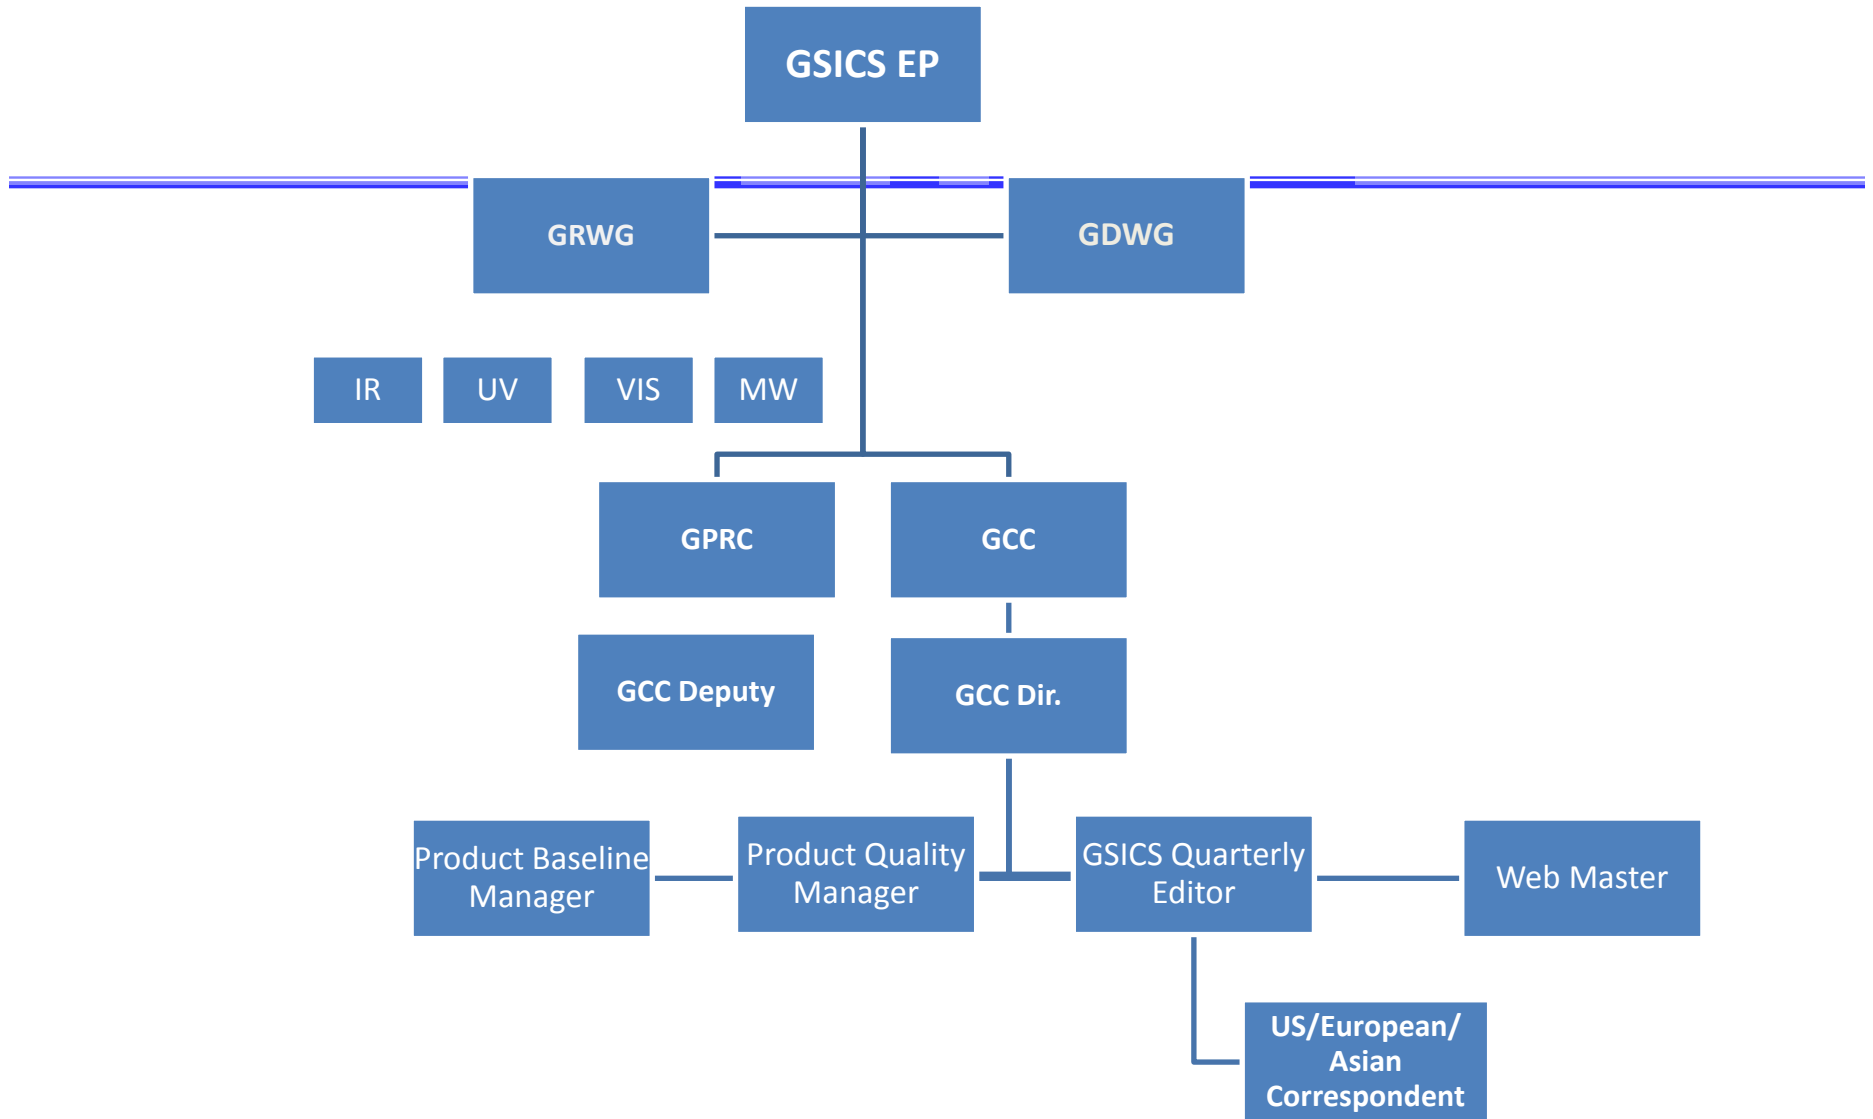 GSICS EP
GRWG
GDWG
IR
UV
VIS
MW
GPRC
GCC
GCC Deputy
GCC Dir.
Product Baseline
Manager
Product Quality
Manager
GSICS Quarterly
Editor
Web Master
US/European/
Asian
Correspondent